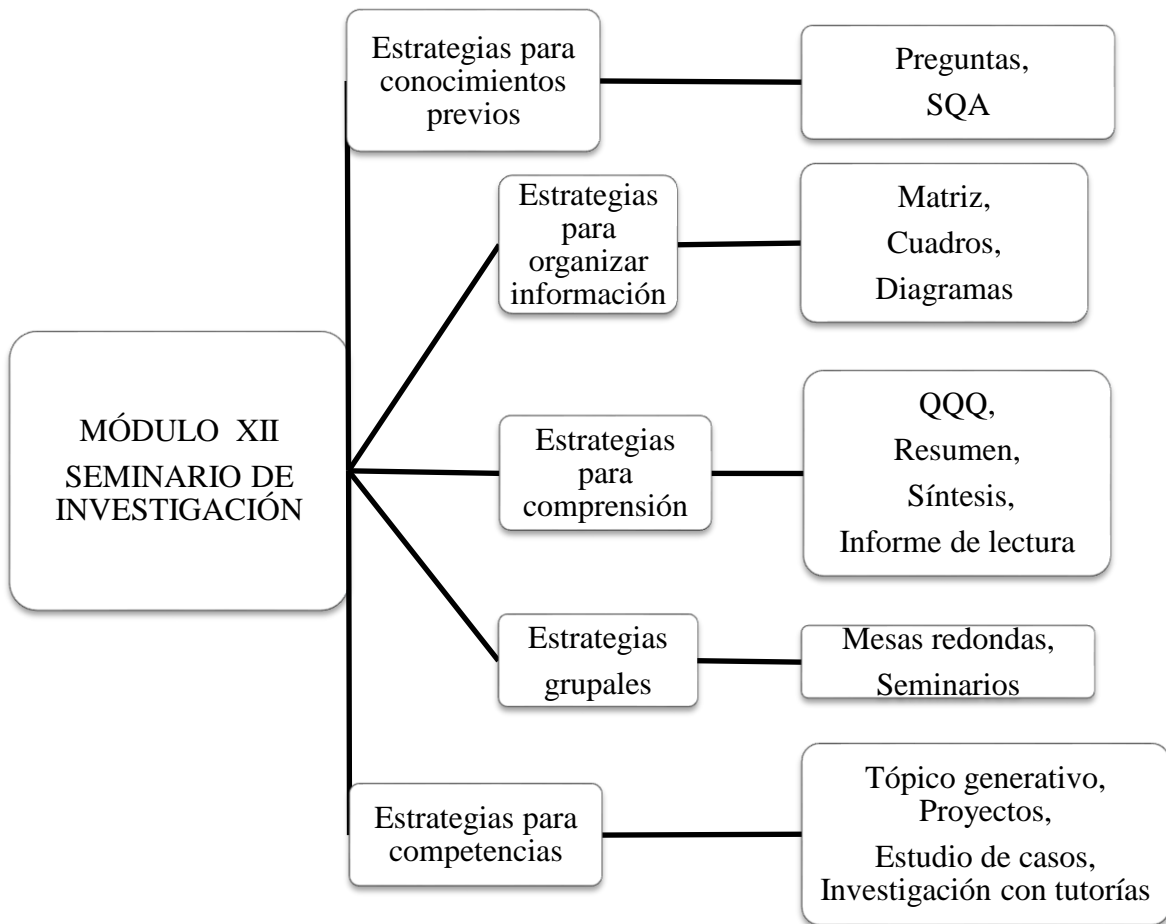 MÓDULO XII
SEMINARIO DE
INVESTIGACIÓN
Estrategias para
conocimientos
previos
Preguntas,
SQA
Estrategias
para
organizar
información
Matriz,
Cuadros,
Diagramas
Estrategias
para
comprensión
QQQ,
Resumen,
Síntesis,
Informe de lectura
Estrategias
grupales
Mesas redondas,
Seminarios
Estrategias para
competencias
Tópico generativo,
Proyectos,
Estudio de casos,
Investigación con tutorías